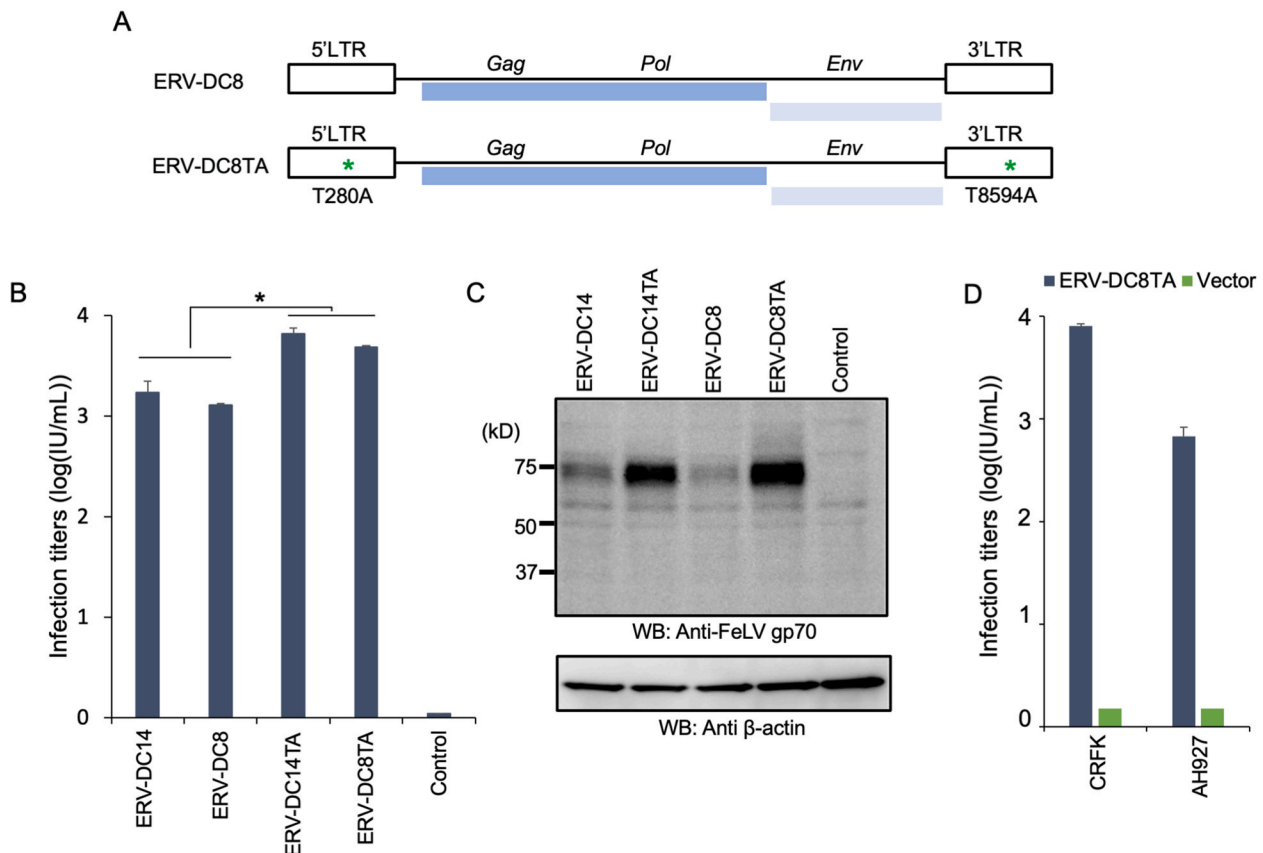 A
5'LTR
Gag
Pol
Env
3'LTR
ERV-DC8
5'LTR
Gag
Pol
Env
3'LTR
ERV-DC8TA
*
*
T280A
T8594A
B
*
Infection titers (log(IU/mL))
4
3
2
1
0
ERV-DC14
ERV-DC8
ERV-DC14TA
ERV-DC8TA
Control
C
ERV-DC14
ERV-DC14TA
ERV-DC8
ERV-DC8TA
Control
(kD)
75
50
37
WB: Anti-FeLV gp70
WB: Anti β-actin
D
ERV-DC8TA
Vector
Infection titers (log(IU/mL))
4
3
2
1
0
CRFK
AH927